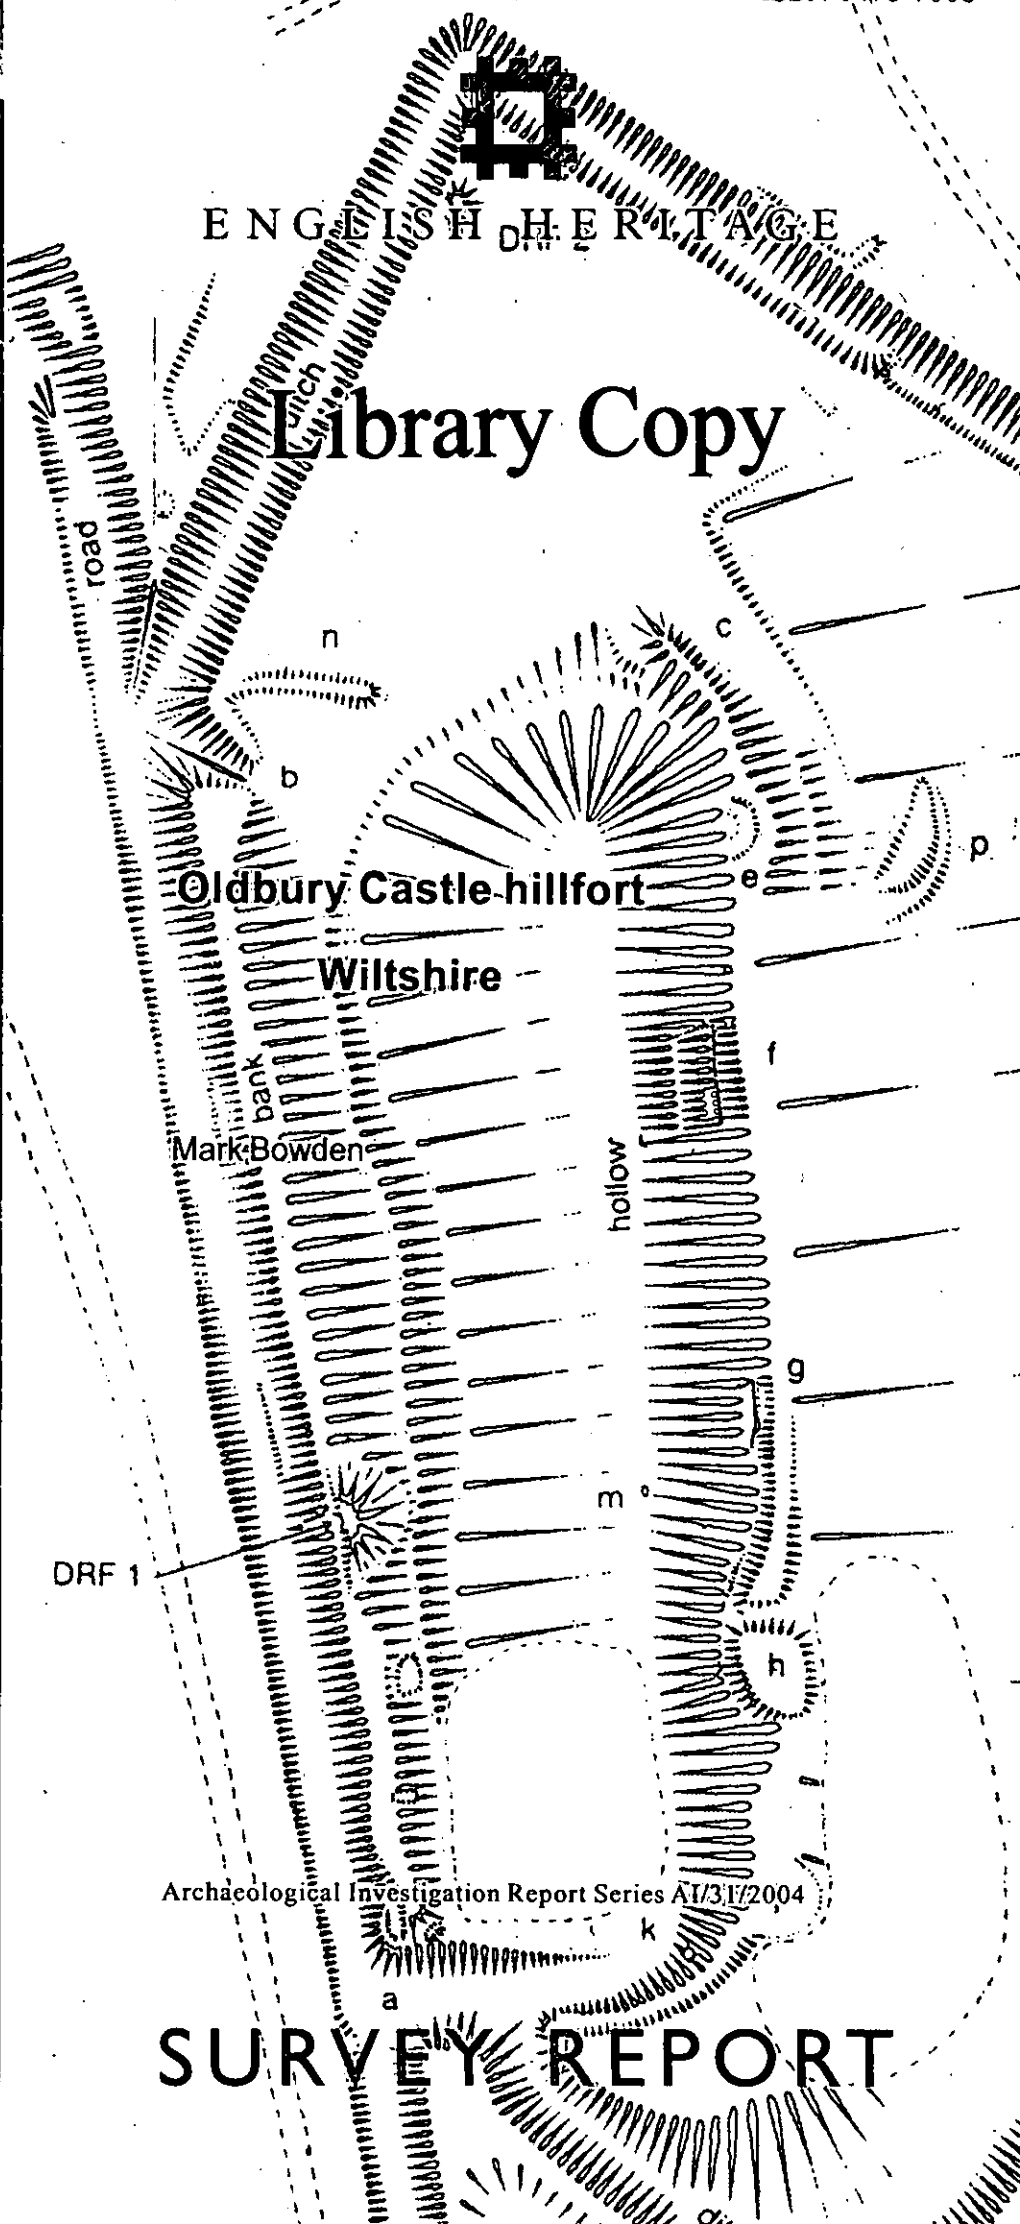 ENGLISH HERITAGE
ditch
Library Copy
road
n
c
b
p
Oldbury Castle hillfort
e
Wiltshire
f
bank
Mark Bowden
hollow
g
m
DRF 1
h
Archaeological Investigation Report Series AI/31/2004
k
a
SURVEY REPORT